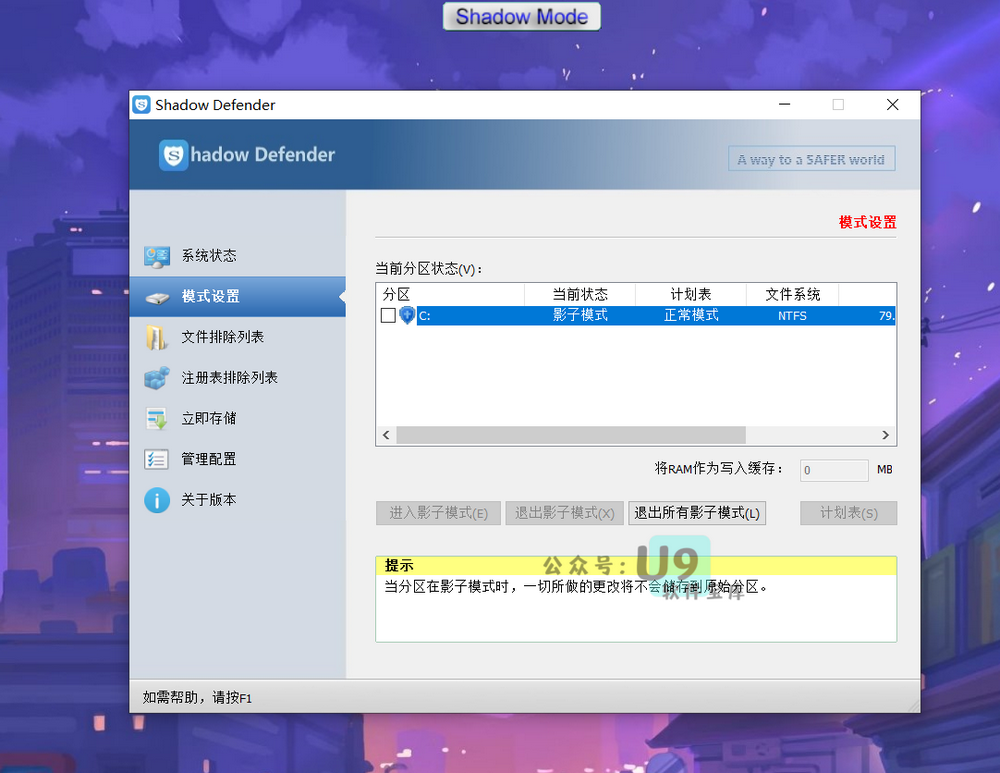 Shadow Mode
Shadow Defender
Shadow Defender
A way to a SAFER world
模式设置
系统状态
模式设置
文件排除列表
注册表排除列表
立即存储
管理配置
关于版本
当前分区状态(V)：
分区 当前状态 计划表 文件系统
C: 影子模式 正常模式 NTFS 79.
将RAM作为写入缓存： 0 MB
进入影子模式(E) 退出影子模式(X) 退出所有影子模式(L) 计划表(S)
提示
当分区在影子模式时，一切所做的更改将不会储存到原始分区。
公众号：U9
软件宝库
如需帮助，请按F1